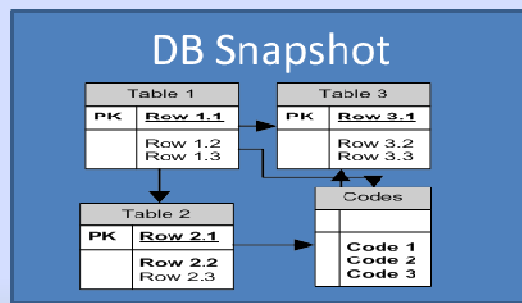 DB Snapshot
Table 1
PK Row 1.1
Row 1.2
Row 1.3
Table 3
PK Row 3.1
Row 3.2
Row 3.3
Table 2
PK Row 2.1
Row 2.2
Row 2.3
Codes
Code 1
Code 2
Code 3